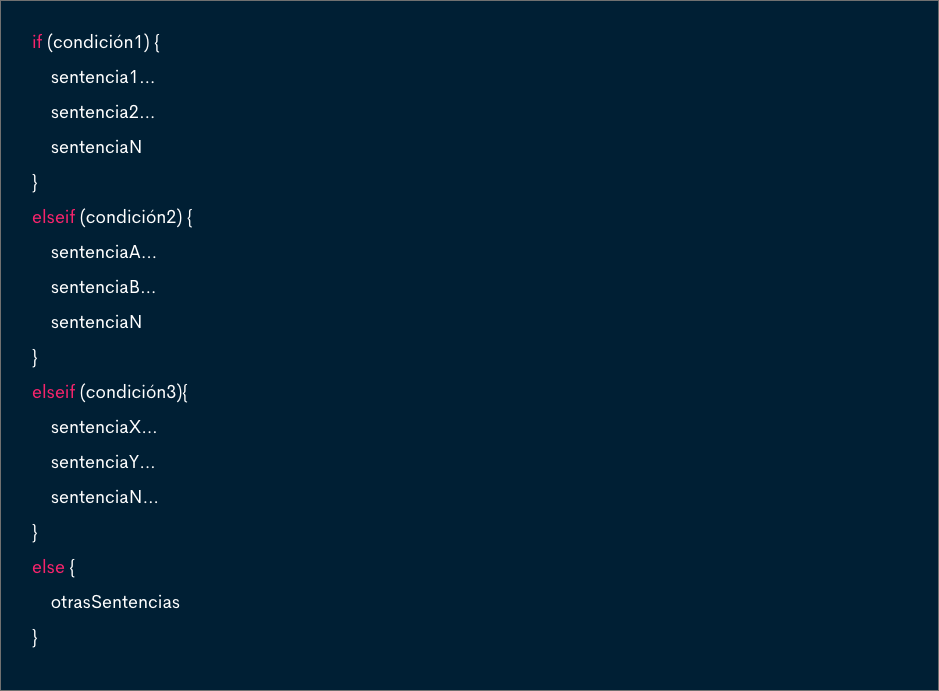 if (condición1) {
sentencia1...
sentencia2...
sentenciaN
}
elseif (condición2) {
sentenciaA...
sentenciaB...
sentenciaN
}
elseif (condición3){
sentenciaX...
sentenciaY...
sentenciaN...
}
else {
otrasSentencias
}